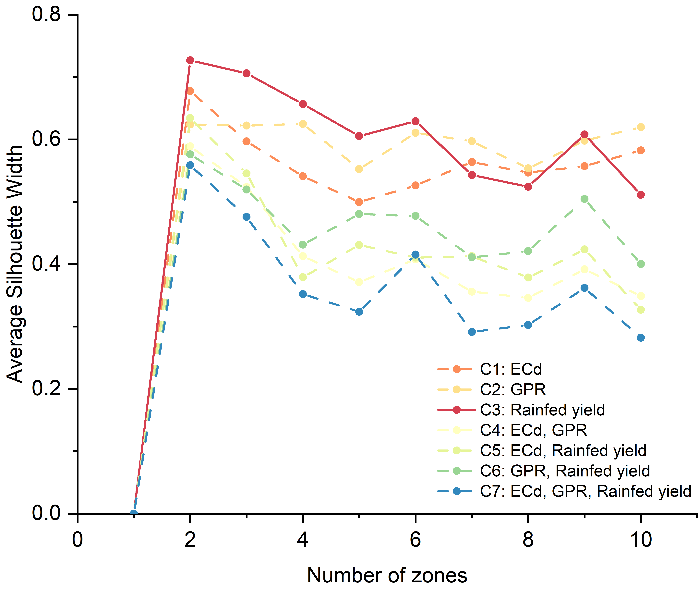 0.8
0.6
0.4
0.2
0.0
Average Silhouette Width
C1: ECd
C2: GPR
C3: Rainfed yield
C4: ECd, GPR
C5: ECd, Rainfed yield
C6: GPR, Rainfed yield
C7: ECd, GPR, Rainfed yield
0 2 4 6 8 10
Number of zones